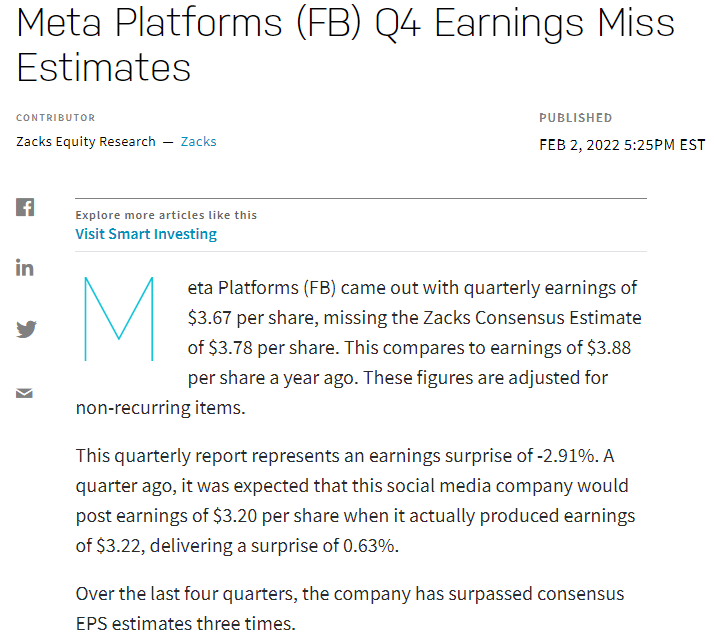 Meta Platforms (FB) Q4 Earnings Miss
Estimates
CONTRIBUTOR
Zacks Equity Research — Zacks
PUBLISHED
FEB 2, 2022 5:25PM EST
Explore more articles like this
Visit Smart Investing
Meta Platforms (FB) came out with quarterly earnings of
$3.67 per share, missing the Zacks Consensus Estimate
of $3.78 per share. This compares to earnings of $3.88
per share a year ago. These figures are adjusted for
non-recurring items.
This quarterly report represents an earnings surprise of -2.91%. A
quarter ago, it was expected that this social media company would
post earnings of $3.20 per share when it actually produced earnings
of $3.22, delivering a surprise of 0.63%.
Over the last four quarters, the company has surpassed consensus
EPS estimates three times.